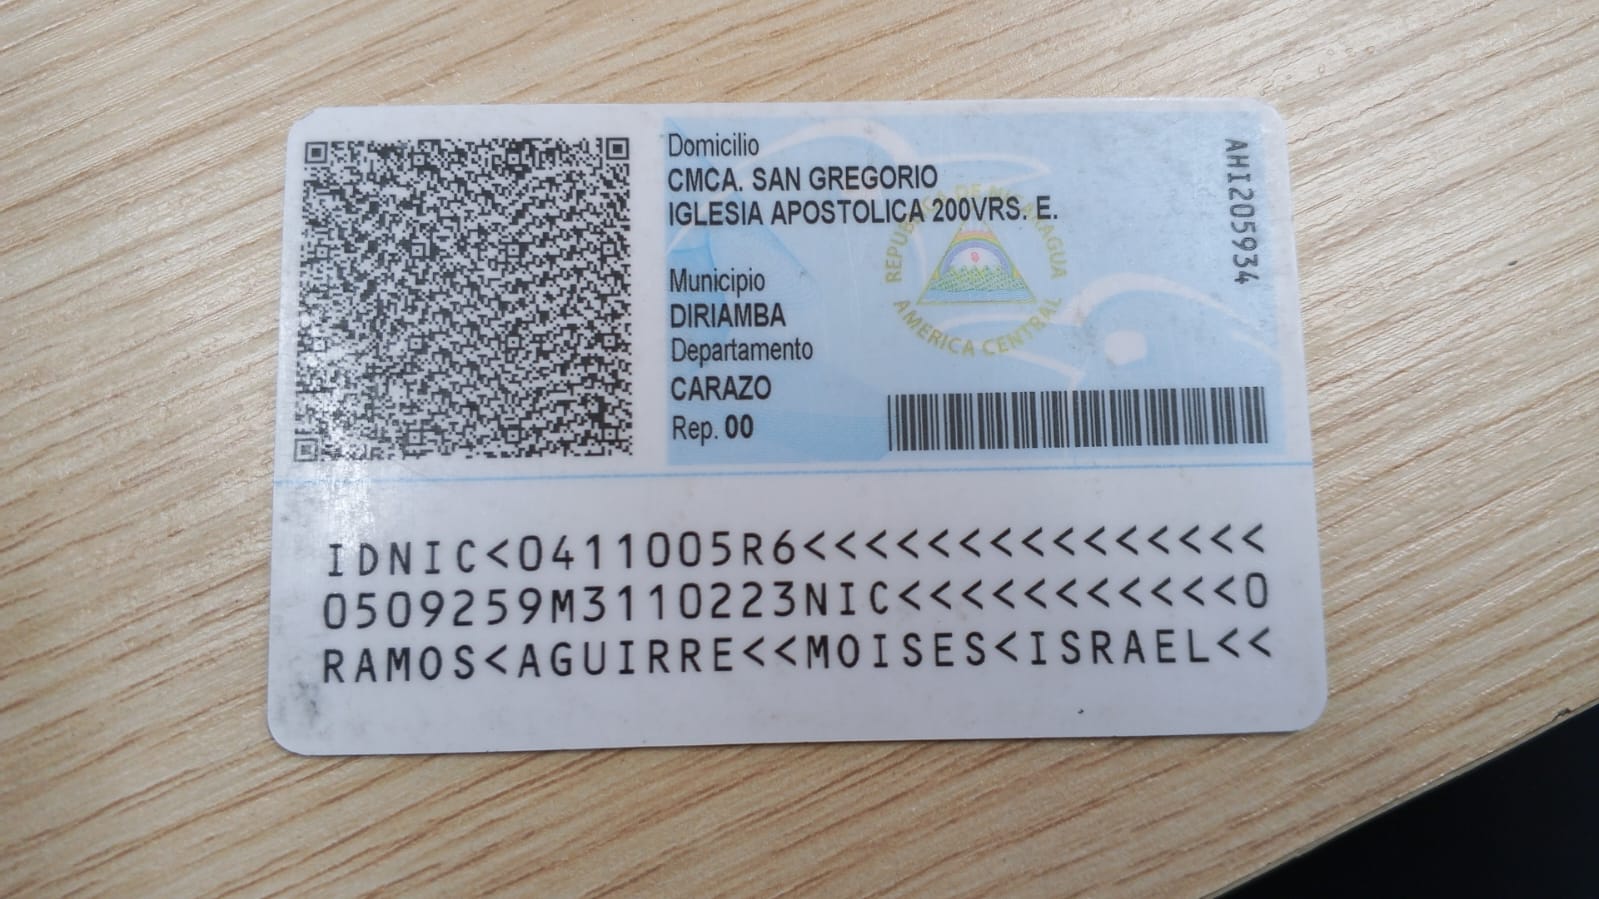 Domicilio
CMCA. SAN GREGORIO
IGLESIA APOSTOLICA 200VRS. E.
Municipio
DIRIAMBA
Departamento
CARAZO
Rep. 00
REPUBLICA DE NICARAGUA
AMERICA CENTRAL
AHI205934
IDNIC<0411005R6<<<<<<<<<<<<<<<
0509259M3110223NIC<<<<<<<<<<<0
RAMOS<AGUIRRE<<MOISES<ISRAEL<<